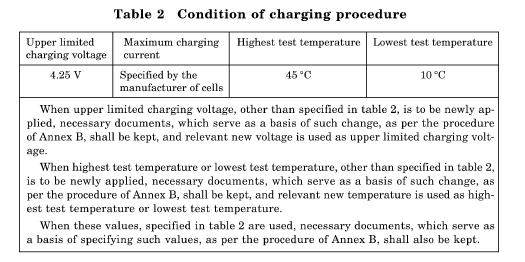 Table 2 Condition of charging procedure
Upper limited charging voltage
Maximum charging current
Highest test temperature
Lowest test temperature
4.25 V
Specified by the manufacturer of cells
45 °C
10 °C
When upper limited charging voltage, other than specified in table 2, is to be newly ap-
plied, necessary documents, which serve as a basis of such change, as per the procedure
of Annex B, shall be kept, and relevant new voltage is used as upper limited charging volt-
age.
When highest test temperature or lowest test temperature, other than specified in table 2,
is to be newly applied, necessary documents, which serve as a basis of such change, as
per the procedure of Annex B, shall be kept, and relevant new temperature is used as high-
est test temperature or lowest test temperature.
When these values, specified in table 2 are used, necessary documents, which serve as
a basis of specifying such values, as per the procedure of Annex B, shall also be kept.